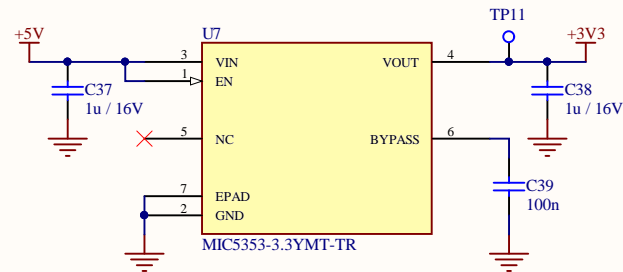 U7
TP11
+5V
+3V3
3
VIN
VOUT
4
1
EN
C37
1u / 16V
C38
1u / 16V
5
NC
BYPASS
6
7
EPAD
2
GND
C39
100n
MIC5353-3.3YMT-TR